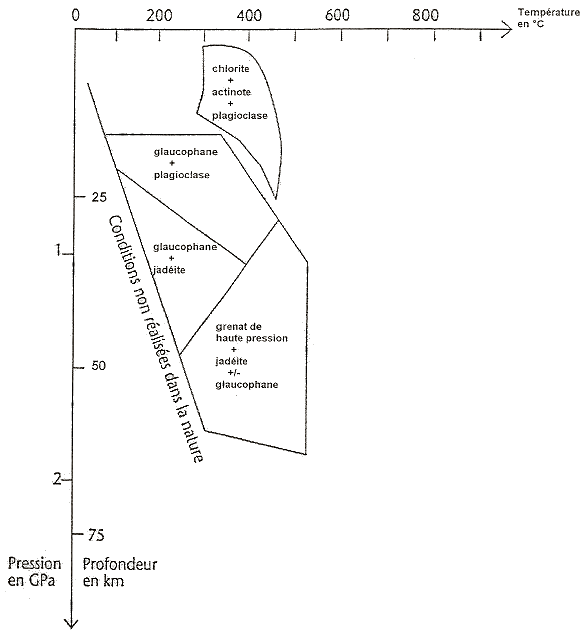 0 200 400 600 800 Température
en °C
chlorite
+
actinote
+
plagioclase
glaucophane
+
plagioclase
25
1
glaucophane
+
jadéite
Conditions non réalisées dans la nature
grenat de
haute pression
+
jadéite
+/-
glaucophane
50
2
75
Pression
en GPa
Profondeur
en km